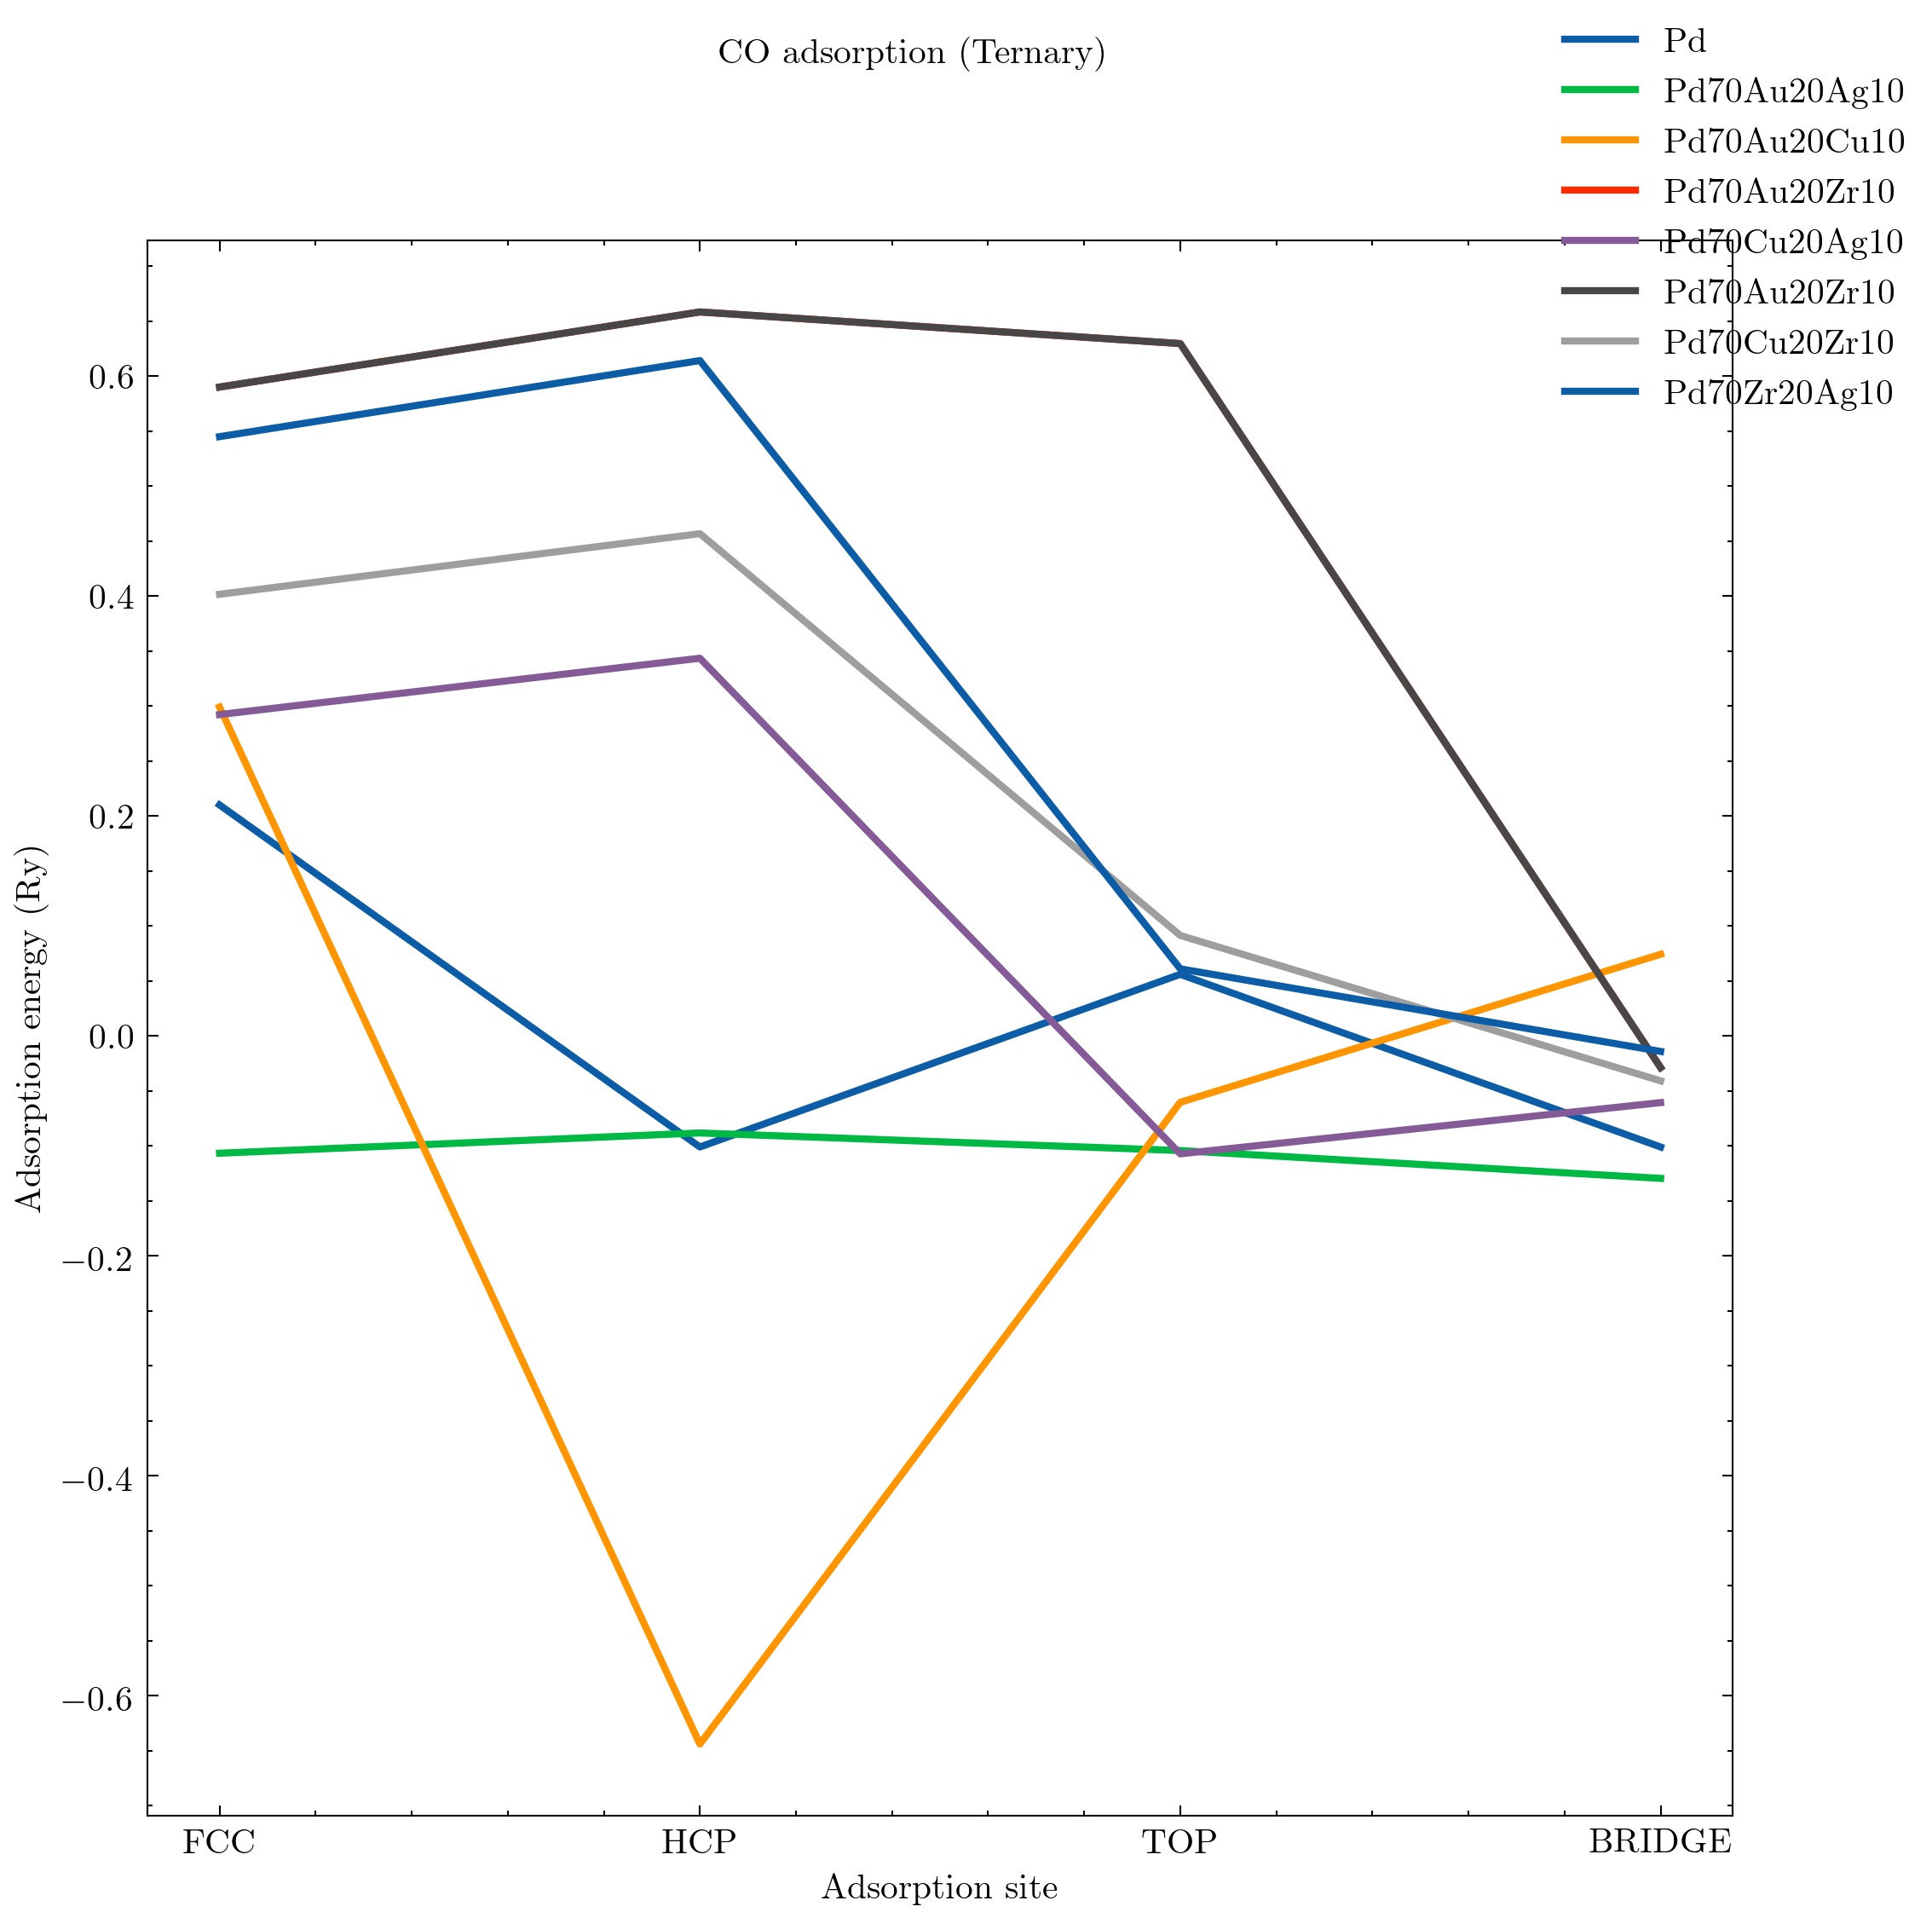 CO adsorption (Ternary)
Pd
Pd70Au20Ag10
Pd70Au20Cu10
Pd70Au20Zr10
Pd70Cu20Ag10
Pd70Au20Zr10
Pd70Cu20Zr10
Pd70Zr20Ag10
0.6
0.4
0.2
0.0
−0.2
−0.4
−0.6
Adsorption energy (Ry)
FCC HCP TOP BRIDGE
Adsorption site